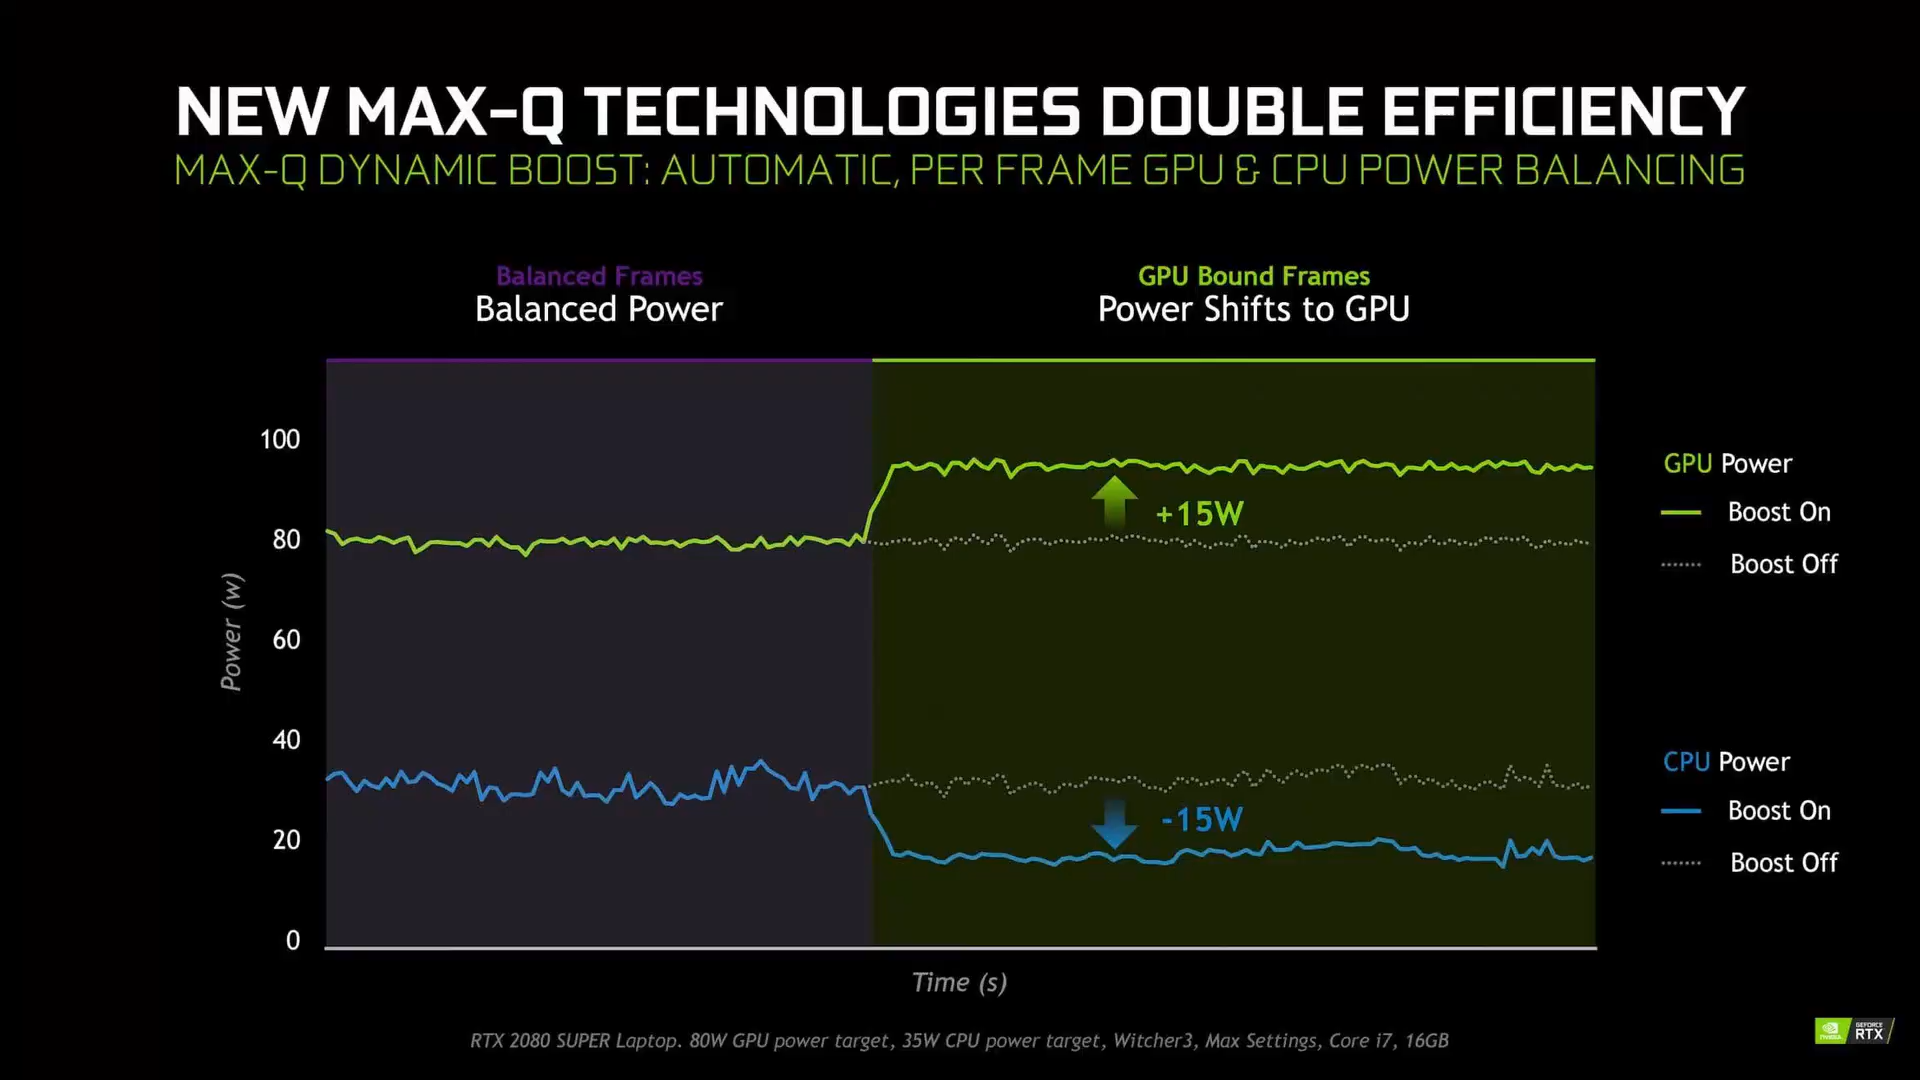 NEW MAX-Q TECHNOLOGIES DOUBLE EFFICIENCY
MAX-Q DYNAMIC BOOST: AUTOMATIC, PER FRAME GPU & CPU POWER BALANCING
Balanced Frames
Balanced Power
GPU Bound Frames
Power Shifts to GPU
100
80
60
40
20
0
Power (w)
+15W
-15W
GPU Power
Boost On
Boost Off
CPU Power
Boost On
Boost Off
Time (s)
RTX 2080 SUPER Laptop. 80W GPU power target, 35W CPU power target, Witcher3, Max Settings, Core i7, 16GB
NVIDIA
GEFORCE
RTX